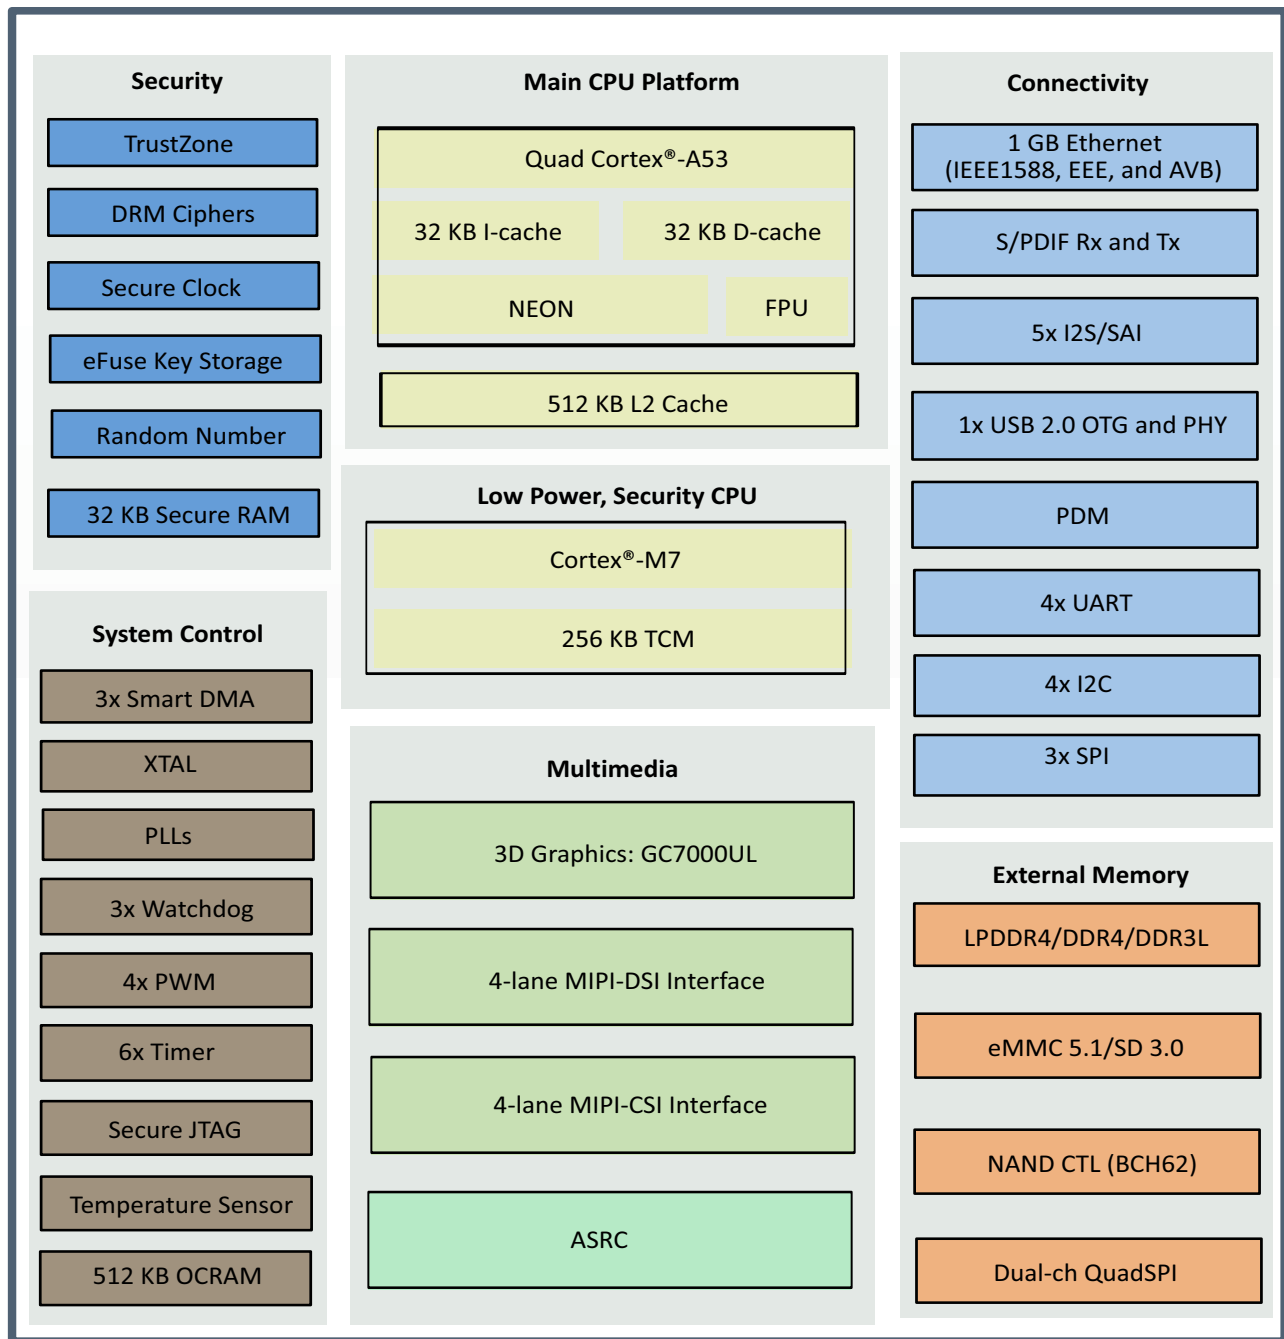 Security
TrustZone
DRM Ciphers
Secure Clock
eFuse Key Storage
Random Number
32 KB Secure RAM
System Control
3x Smart DMA
XTAL
PLLs
3x Watchdog
4x PWM
6x Timer
Secure JTAG
Temperature Sensor
512 KB OCRAM
Main CPU Platform
Quad Cortex®-A53
32 KB I-cache
32 KB D-cache
NEON
FPU
512 KB L2 Cache
Low Power, Security CPU
Cortex®-M7
256 KB TCM
Multimedia
3D Graphics: GC7000UL
4-lane MIPI-DSI Interface
4-lane MIPI-CSI Interface
ASRC
Connectivity
1 GB Ethernet
(IEEE1588, EEE, and AVB)
S/PDIF Rx and Tx
5x I2S/SAI
1x USB 2.0 OTG and PHY
PDM
4x UART
4x I2C
3x SPI
External Memory
LPDDR4/DDR4/DDR3L
eMMC 5.1/SD 3.0
NAND CTL (BCH62)
Dual-ch QuadSPI